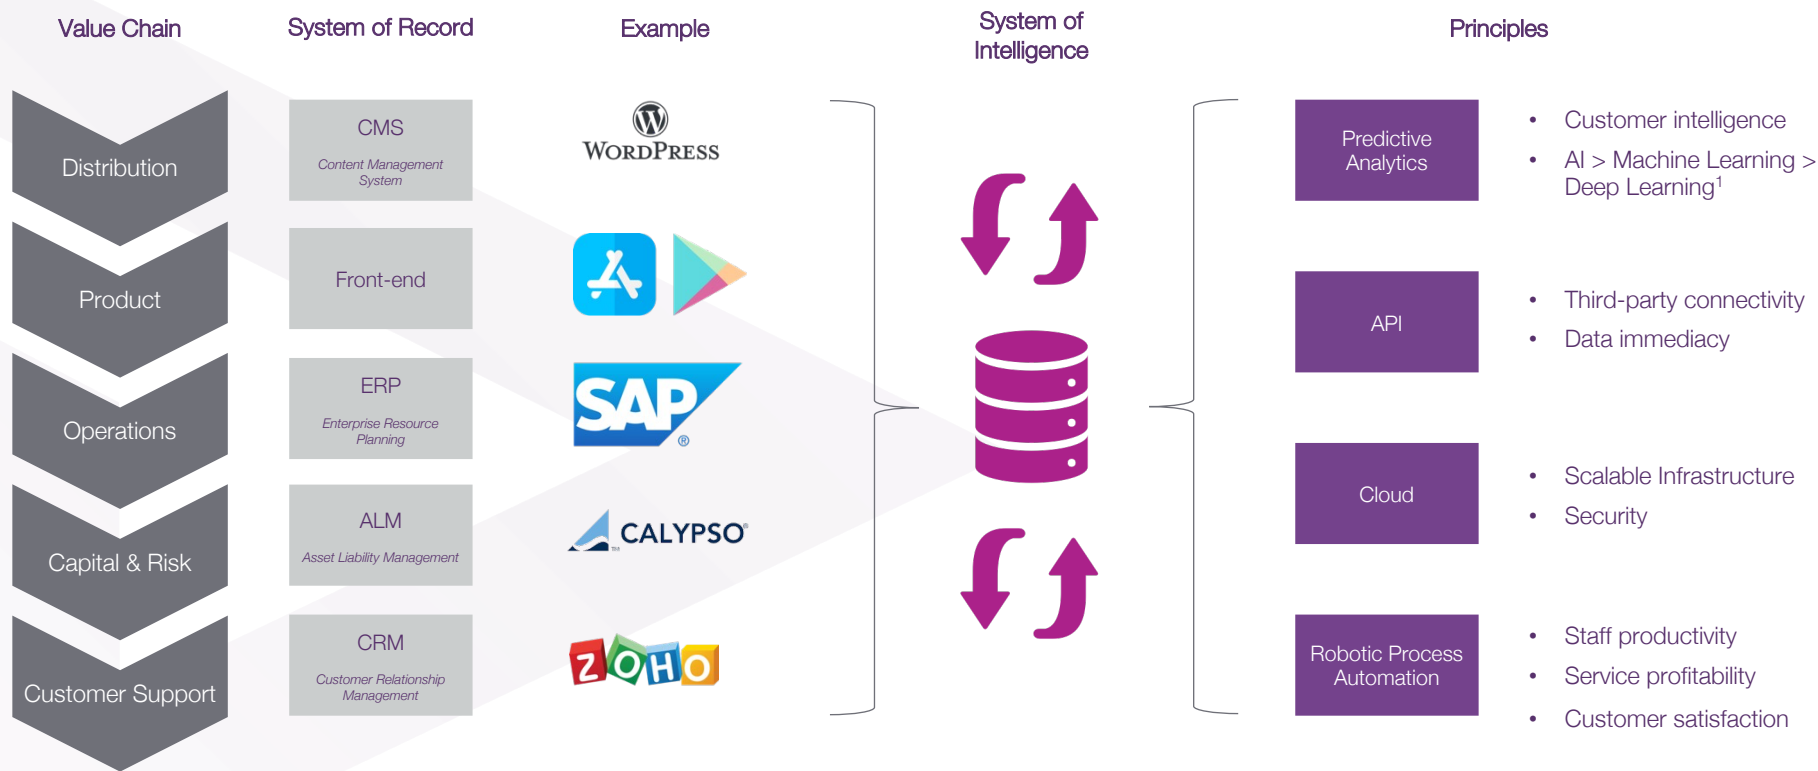 Value Chain
System of Record
Example
System of
Intelligence
Principles
Distribution
CMS
Content Management
System
WORDPRESS
Predictive
Analytics
• Customer intelligence
• AI > Machine Learning >
Deep Learning¹
Product
Front-end
API
• Third-party connectivity
• Data immediacy
Operations
ERP
Enterprise Resource
Planning
SAP®
Cloud
• Scalable Infrastructure
• Security
Capital & Risk
ALM
Asset Liability Management
™ CALYPSO®
Customer Support
CRM
Customer Relationship
Management
ZOHO
Robotic Process
Automation
• Staff productivity
• Service profitability
• Customer satisfaction